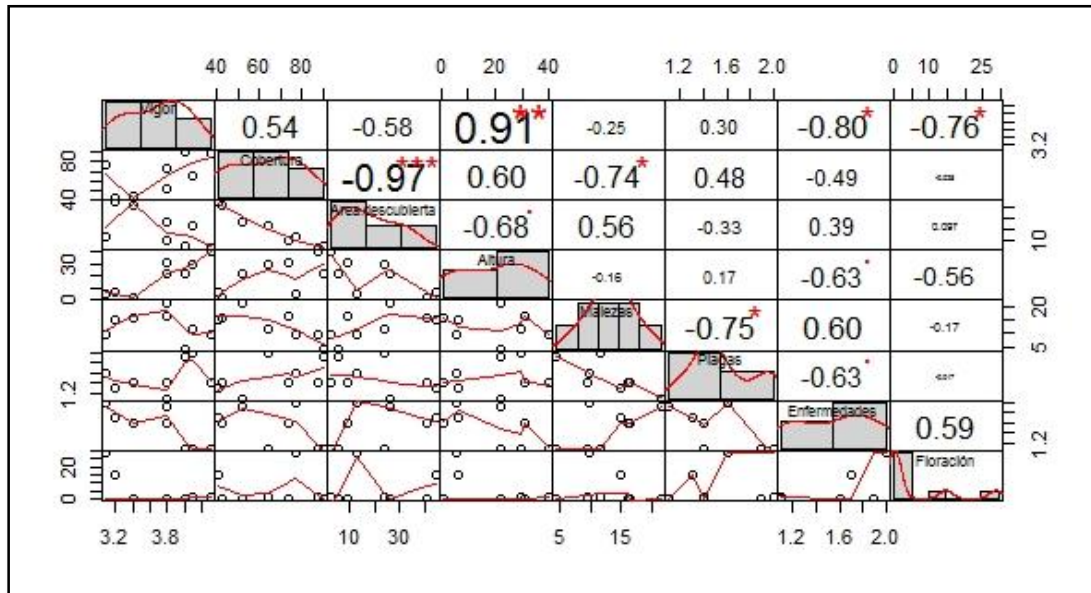 40 60 80 0 20 40 1.2 1.6 2.0 0 10 25
Vigor 0.54 -0.58 0.91** -0.25 0.30 -0.80* -0.76* 3.2
80 40 Cobertura -0.97*** 0.60 -0.74* 0.48 -0.49
Area descubierta -0.68 0.56 -0.33 0.39 0.097 10
30 0 Altura -0.16 0.17 -0.63 -0.56
Malezas -0.75* 0.60 -0.17 20 5
1.2 Plagas -0.63
Enfermedades 0.59 1.2
20 0 Floración
3.2 3.8 10 30 5 15 1.2 1.6 2.0